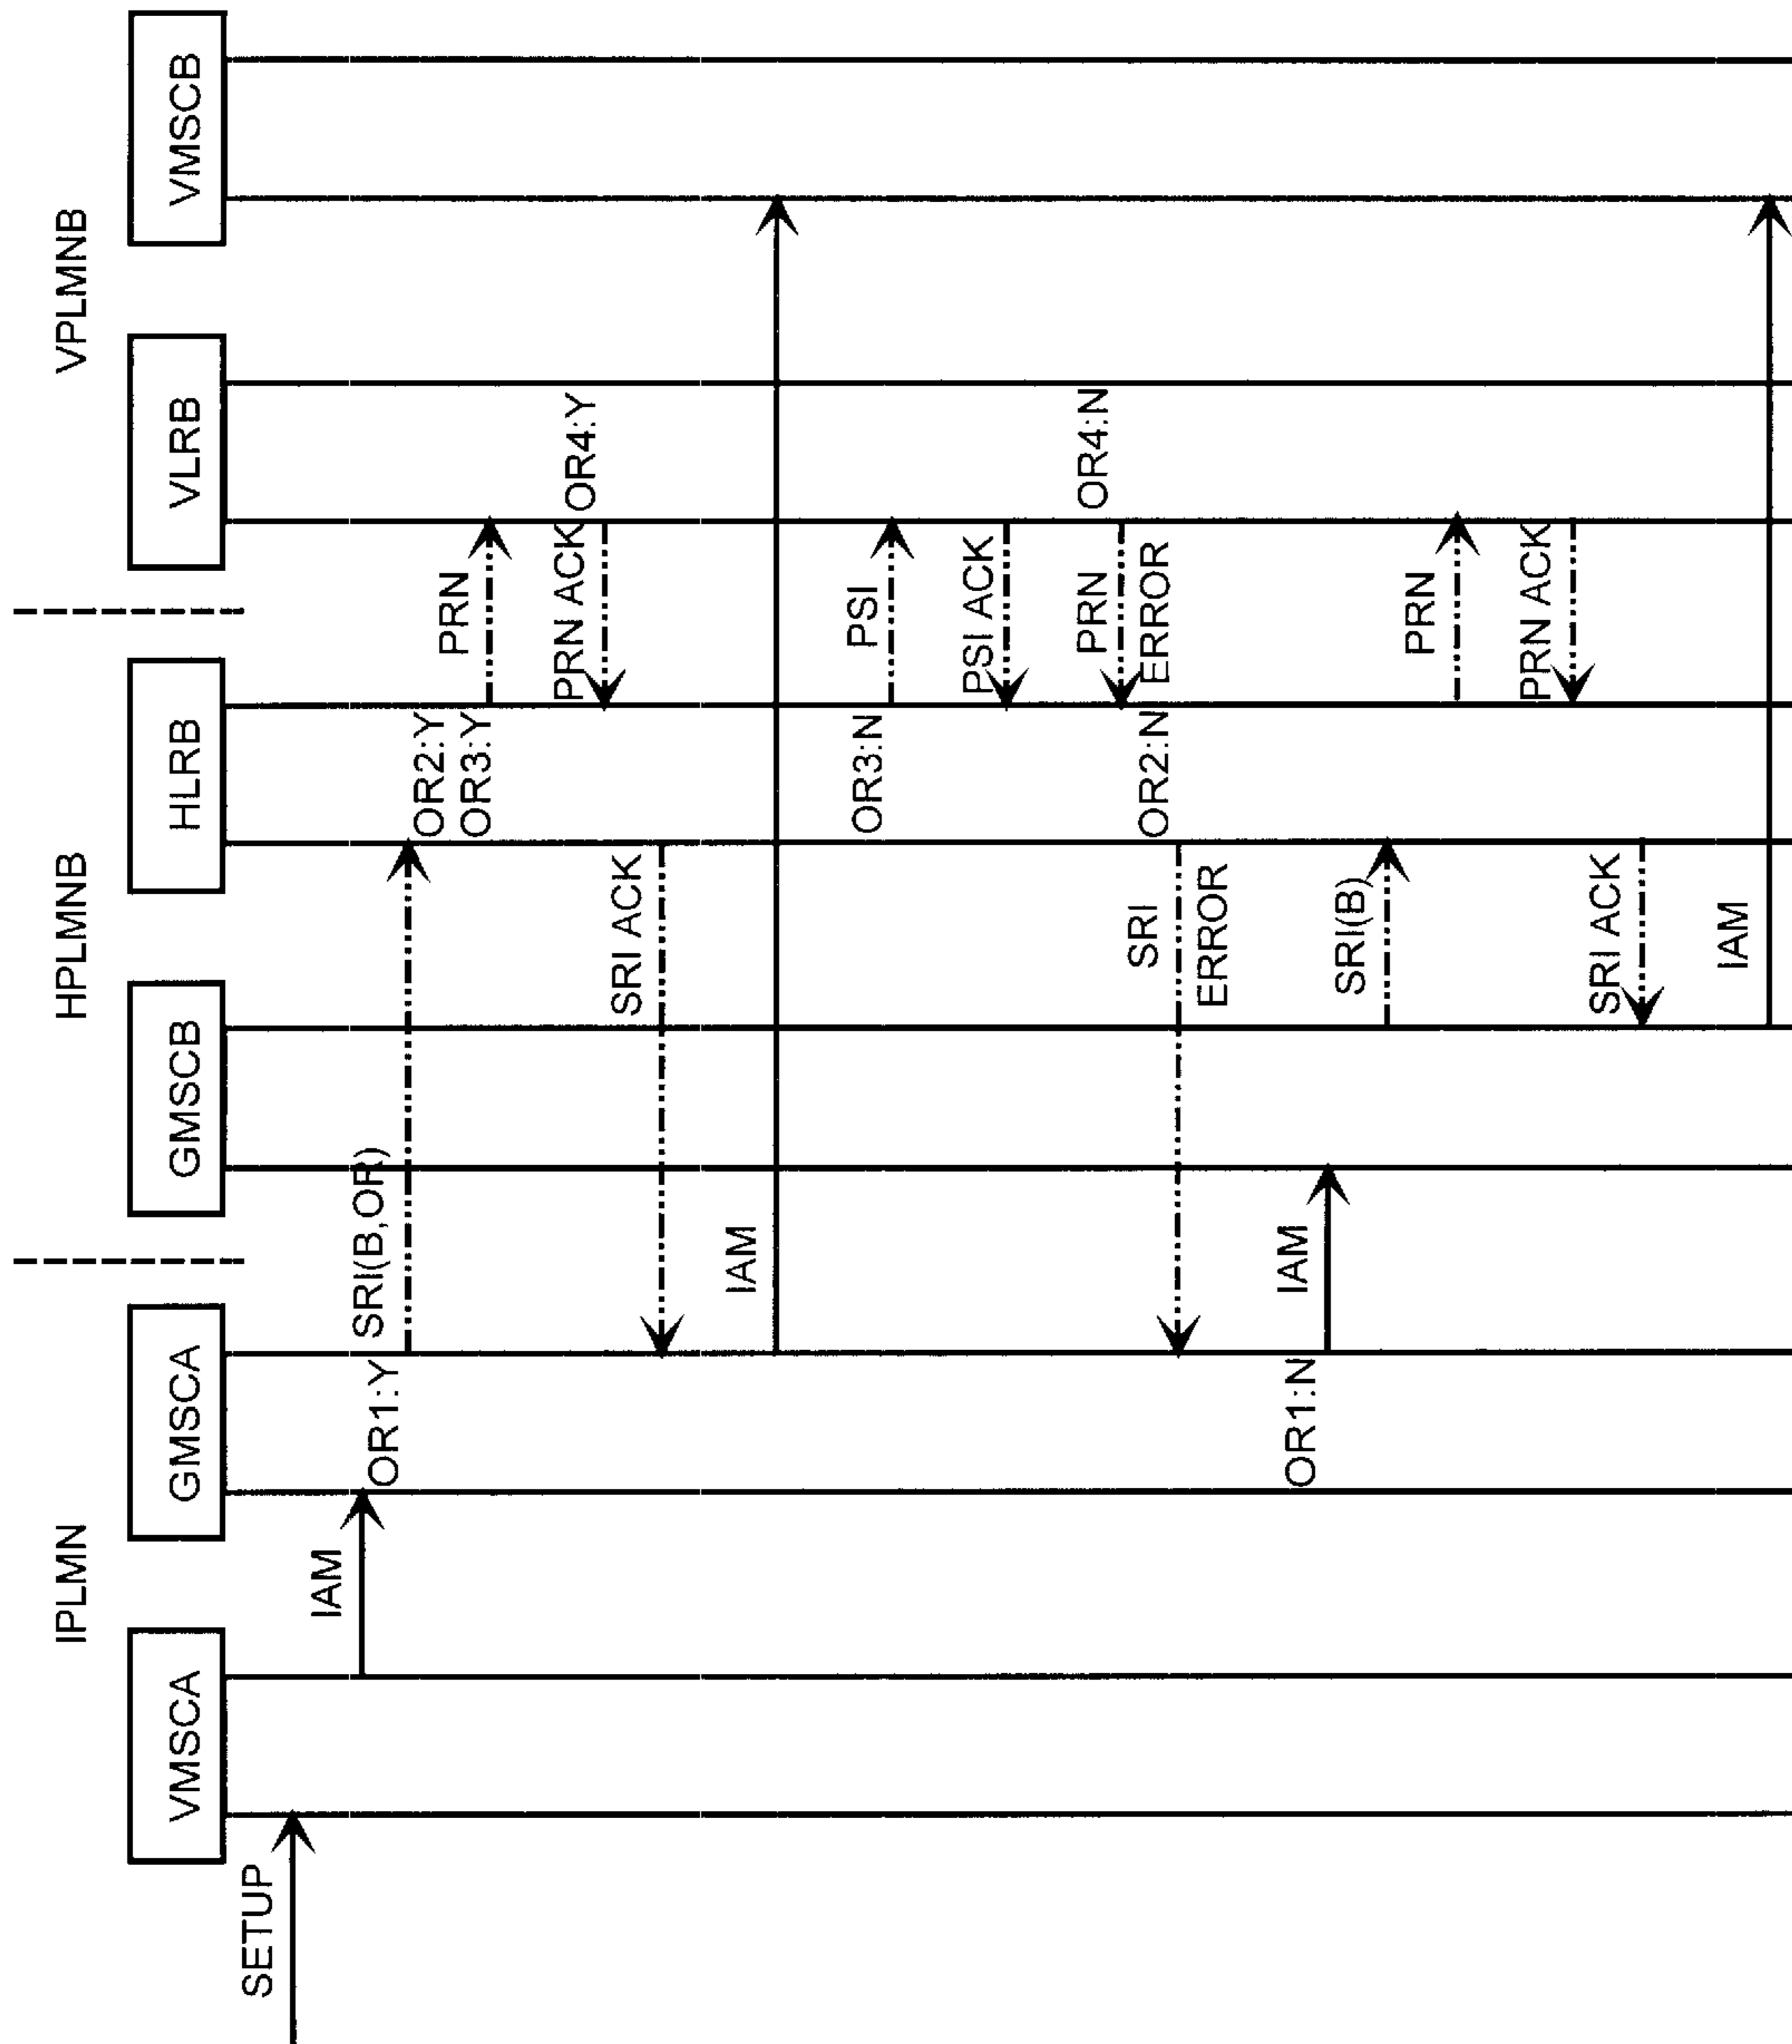 IPLMN
HPLMNB
VPLMNB
VMSCA
GMSCA
GMSCB
HLRB
VLRB
VMSCB
SETUP
IAM
OR1:Y
SRI(B,OR)
OR2:Y
OR3:Y
PRN
PRN ACK
OR4:Y
SRI ACK
IAM
OR3:N
PSI
PSI ACK
PRN
ERROR
OR4:N
OR2:N
SRI
ERROR
OR1:N
IAM
SRI(B)
PRN
PRN ACK
SRI ACK
IAM